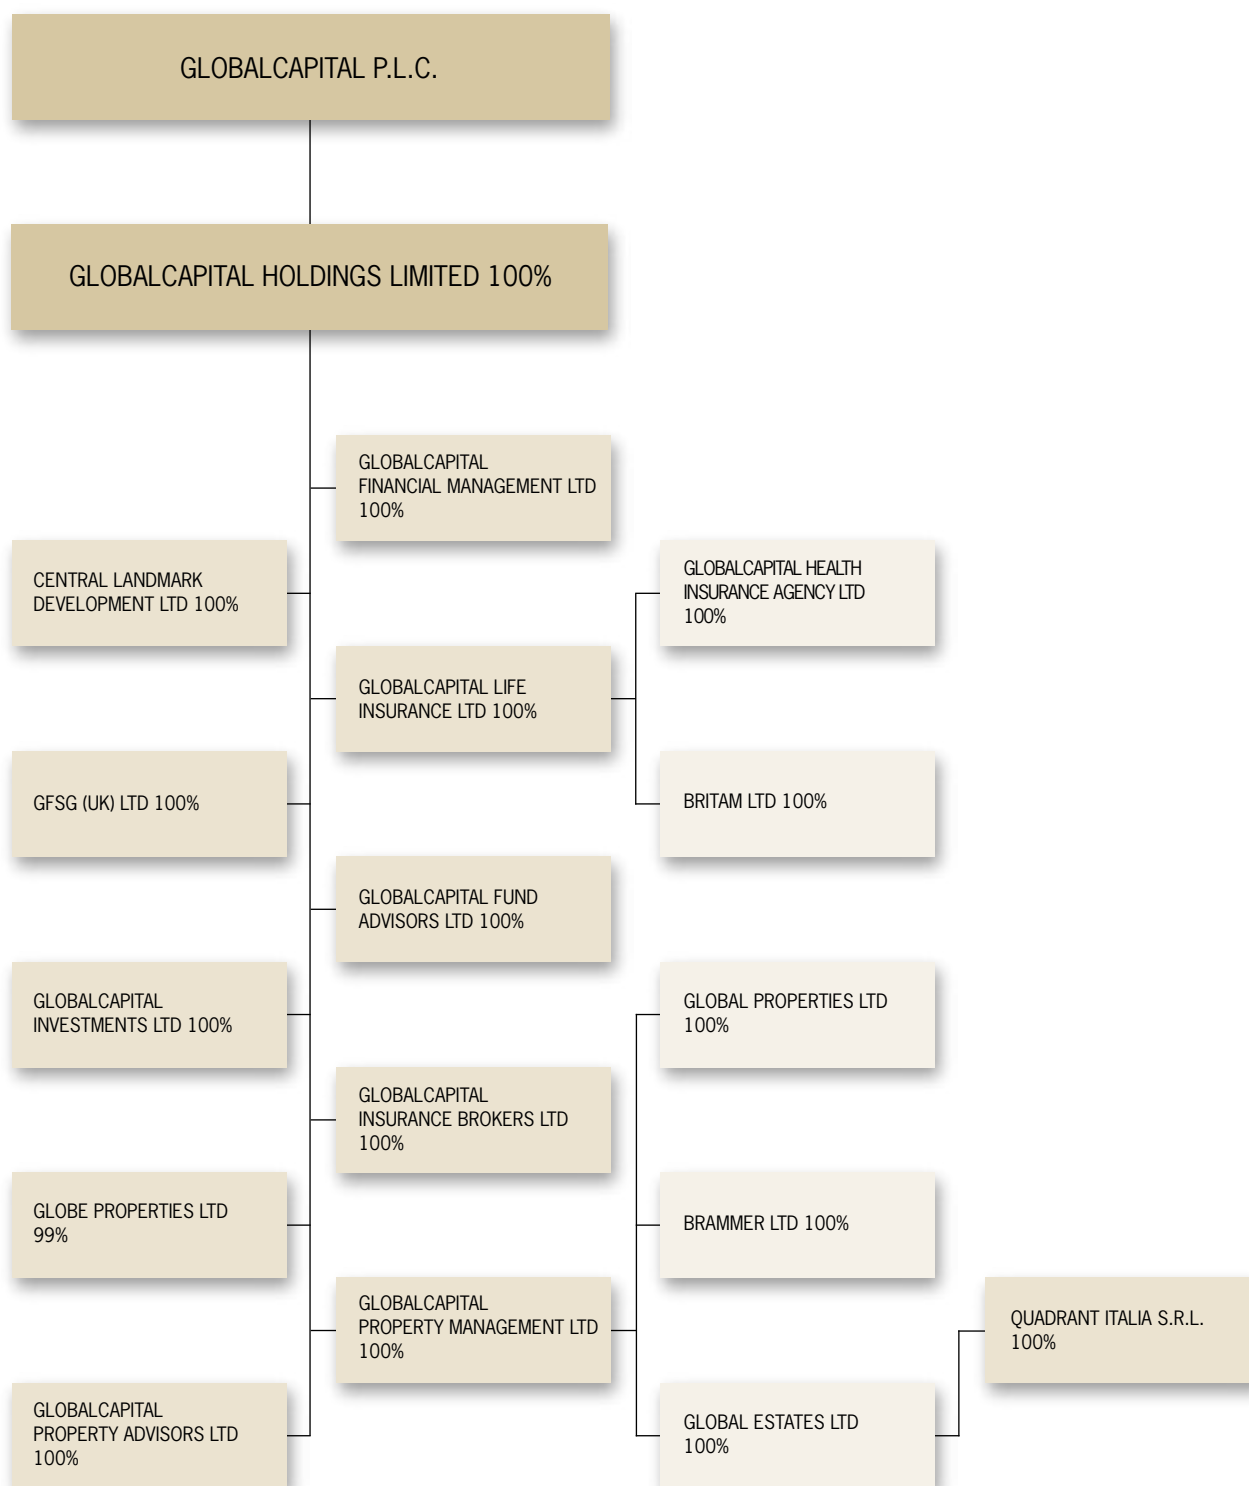 GLOBALCAPITAL P.L.C.
GLOBALCAPITAL HOLDINGS LIMITED 100%
GLOBALCAPITAL
FINANCIAL MANAGEMENT LTD
100%
CENTRAL LANDMARK
DEVELOPMENT LTD 100%
GLOBALCAPITAL HEALTH
INSURANCE AGENCY LTD
100%
GLOBALCAPITAL LIFE
INSURANCE LTD 100%
GFSG (UK) LTD 100%
BRITAM LTD 100%
GLOBALCAPITAL FUND
ADVISORS LTD 100%
GLOBALCAPITAL
INVESTMENTS LTD 100%
GLOBAL PROPERTIES LTD
100%
GLOBALCAPITAL
INSURANCE BROKERS LTD
100%
GLOBE PROPERTIES LTD
99%
BRAMMER LTD 100%
GLOBALCAPITAL
PROPERTY MANAGEMENT LTD
100%
QUADRANT ITALIA S.R.L.
100%
GLOBALCAPITAL
PROPERTY ADVISORS LTD
100%
GLOBAL ESTATES LTD
100%